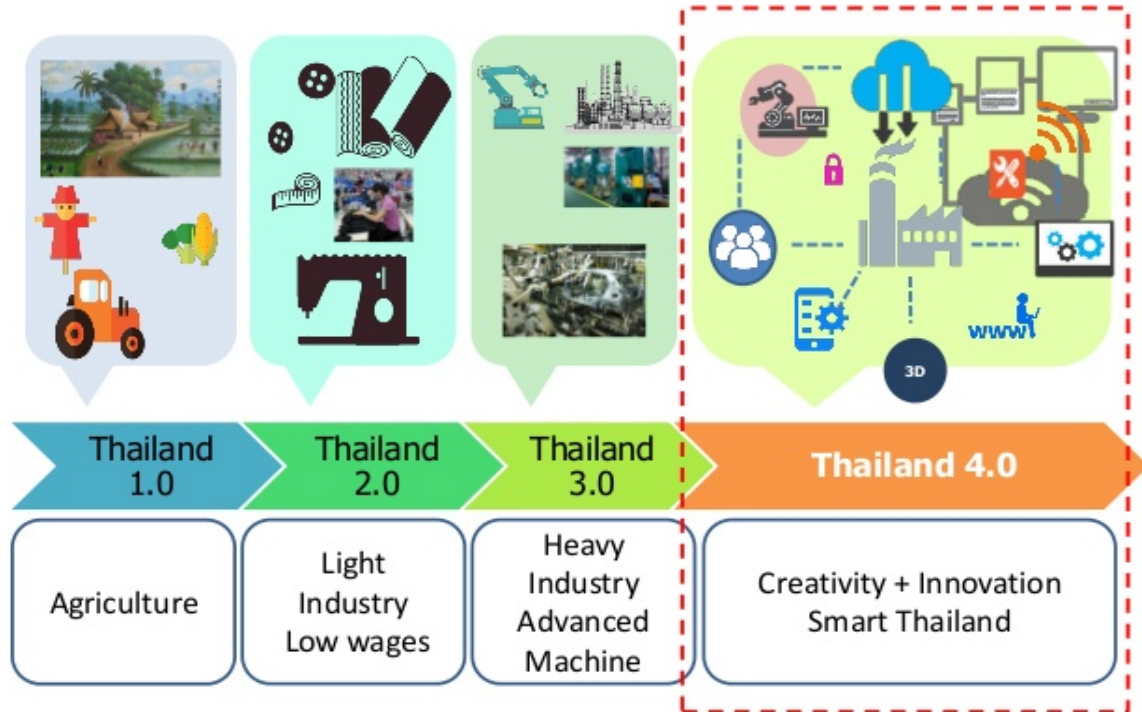 www
3D
Thailand
1.0
Thailand
2.0
Thailand
3.0
Thailand 4.0
Agriculture
Light
Industry
Low wages
Heavy
Industry
Advanced
Machine
Creativity + Innovation
Smart Thailand